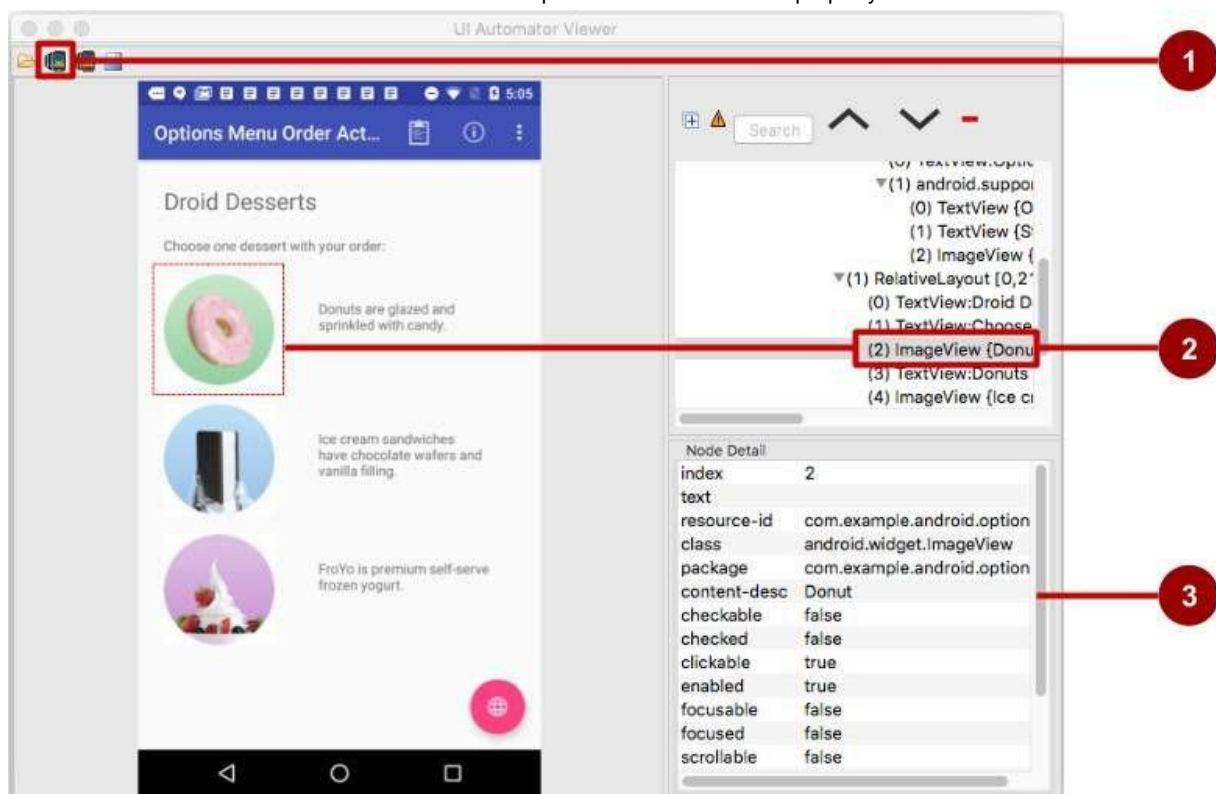 UI Automator Viewer
1
5:05
Options Menu Order Act...
Search
Droid Desserts
Choose one dessert with your order:
Donuts are glazed and
sprinkled with candy.
Ice cream sandwiches
have chocolate wafers and
vanilla filling.
FroYo is premium self-serve
frozen yogurt.
(0) TextView:Optic
▼(1) android.suppor
(0) TextView {O
(1) TextView {S
(2) ImageView {
▼(1) RelativeLayout [0,21
(0) TextView:Droid D
(1) TextView:Choose
(2) ImageView {Donu
2
(3) TextView:Donuts
(4) ImageView {Ice cr
Node Detail
index 2
text
resource-id com.example.android.option
class android.widget.ImageView
package com.example.android.option
content-desc Donut
3
checkable false
checked false
clickable true
enabled true
focusable false
focused false
scrollable false